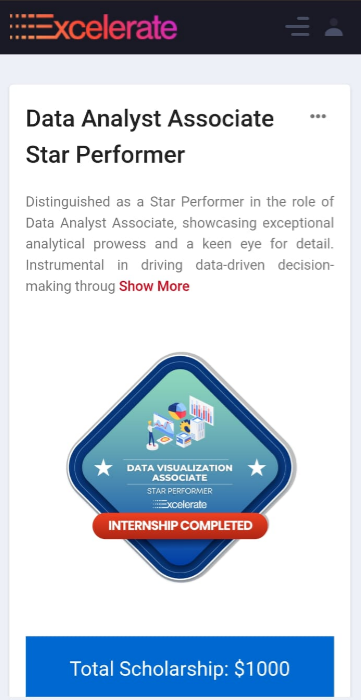 Excelerate
Data Analyst Associate
Star Performer
Distinguished as a Star Performer in the role of
Data Analyst Associate, showcasing exceptional
analytical prowess and a keen eye for detail.
Instrumental in driving data-driven decision-
making throug Show More
DATA VISUALIZATION
ASSOCIATE
STAR PERFORMER
Excelerate
INTERNSHIP COMPLETED
Total Scholarship: $1000